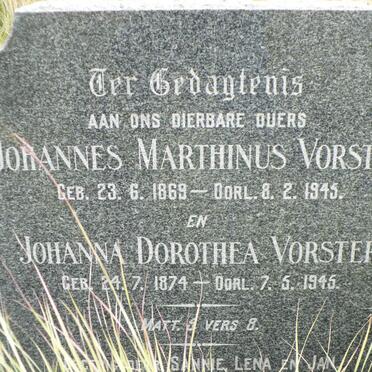 Ter Gedagtenis
AAN ONS DIERBARE OUERS
JOHANNES MARTHINUS VORST
GEB. 23. 6. 1869 — OORL. 8. 2. 1945.
EN
JOHANNA DOROTHEA VORSTER
GEB. 24. 7. 1874 — OORL. 7. 5. 1945.
MATT. 5 VERS 8.
SANNIE, LENA EN JAN